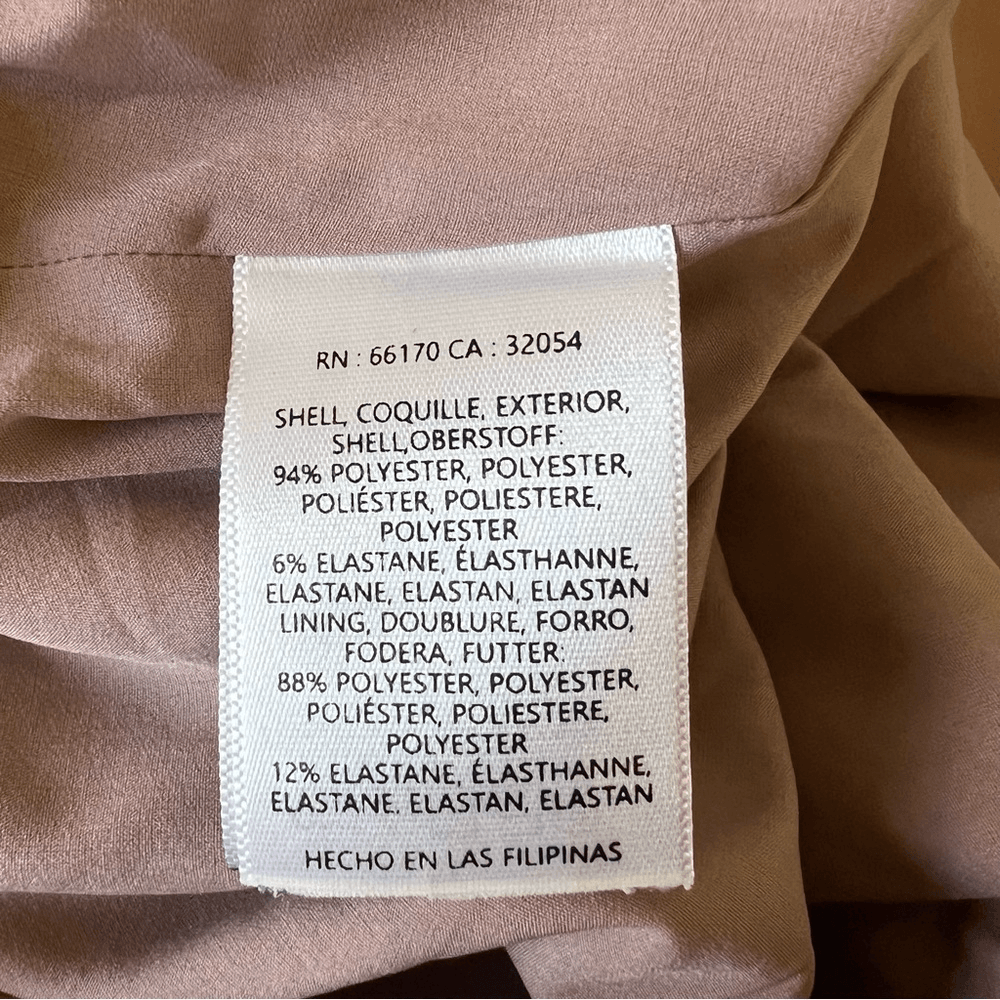 RN : 66170 CA : 32054
SHELL, COQUILLE, EXTERIOR,
SHELL,OBERSTOFF:
94% POLYESTER, POLYESTER,
POLIÉSTER, POLIESTERE,
POLYESTER
6% ELASTANE, ÉLASTHANNE,
ELASTANE, ELASTAN, ELASTAN
LINING, DOUBLURE, FORRO,
FODERA, FUTTER:
88% POLYESTER, POLYESTER,
POLIÉSTER, POLIESTERE,
POLYESTER
12% ELASTANE, ÉLASTHANNE,
ELASTANE, ELASTAN, ELASTAN
HECHO EN LAS FILIPINAS